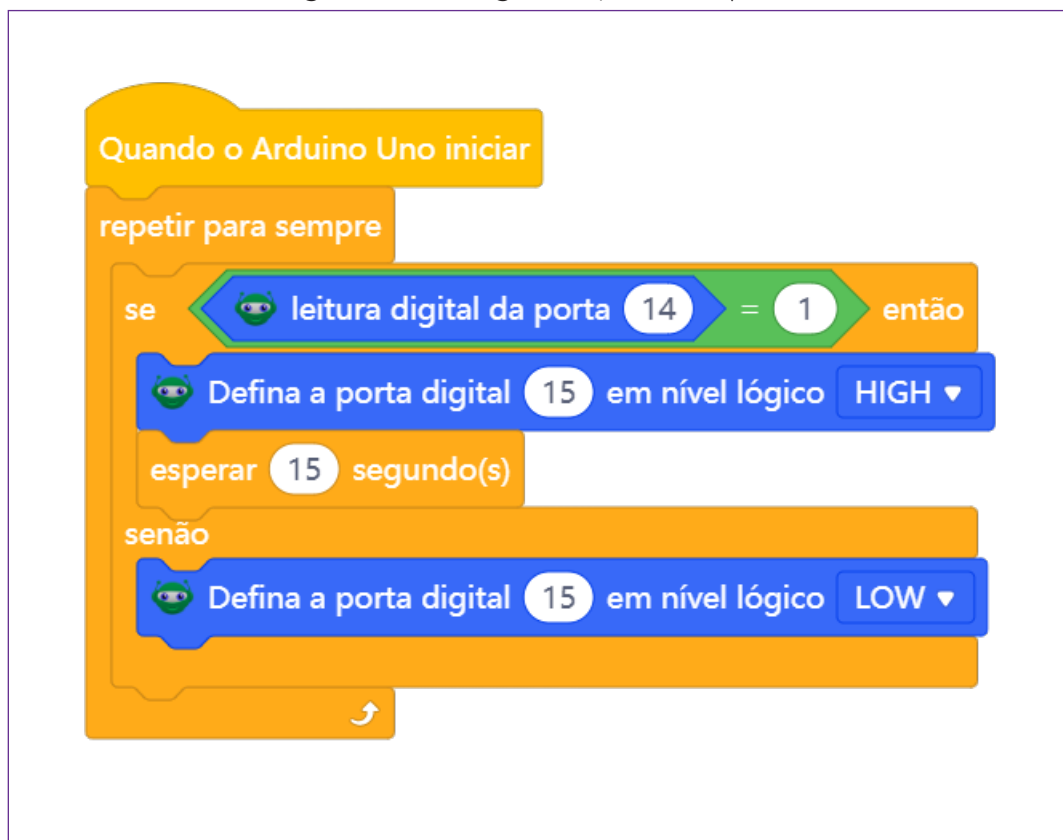 Quando o Arduino Uno iniciar
repetir para sempre
se leitura digital da porta 14 = 1 então
Defina a porta digital 15 em nível lógico HIGH
esperar 15 segundo(s)
senão
Defina a porta digital 15 em nível lógico LOW